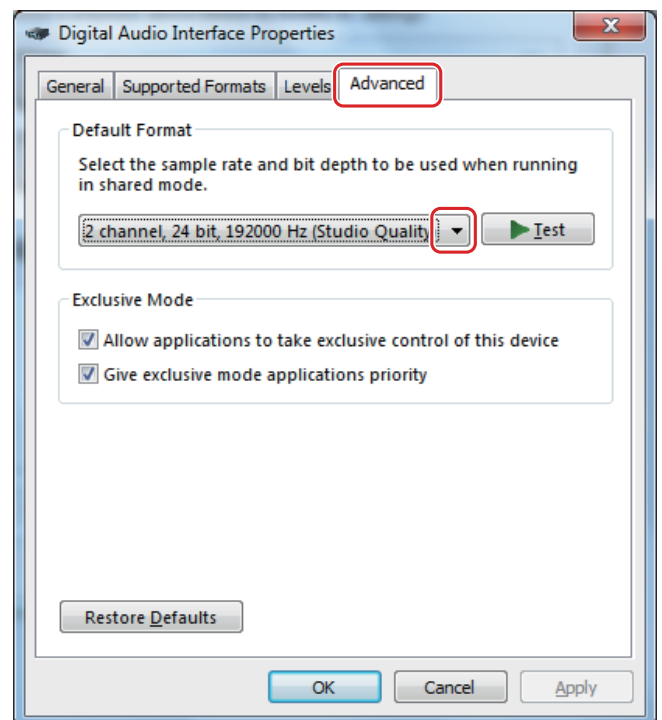 Digital Audio Interface Properties
General Supported Formats Levels Advanced
Default Format
Select the sample rate and bit depth to be used when running
in shared mode.
2 channel, 24 bit, 192000 Hz (Studio Quality Test
Exclusive Mode
Allow applications to take exclusive control of this device
Give exclusive mode applications priority
Restore Defaults
OK Cancel Apply